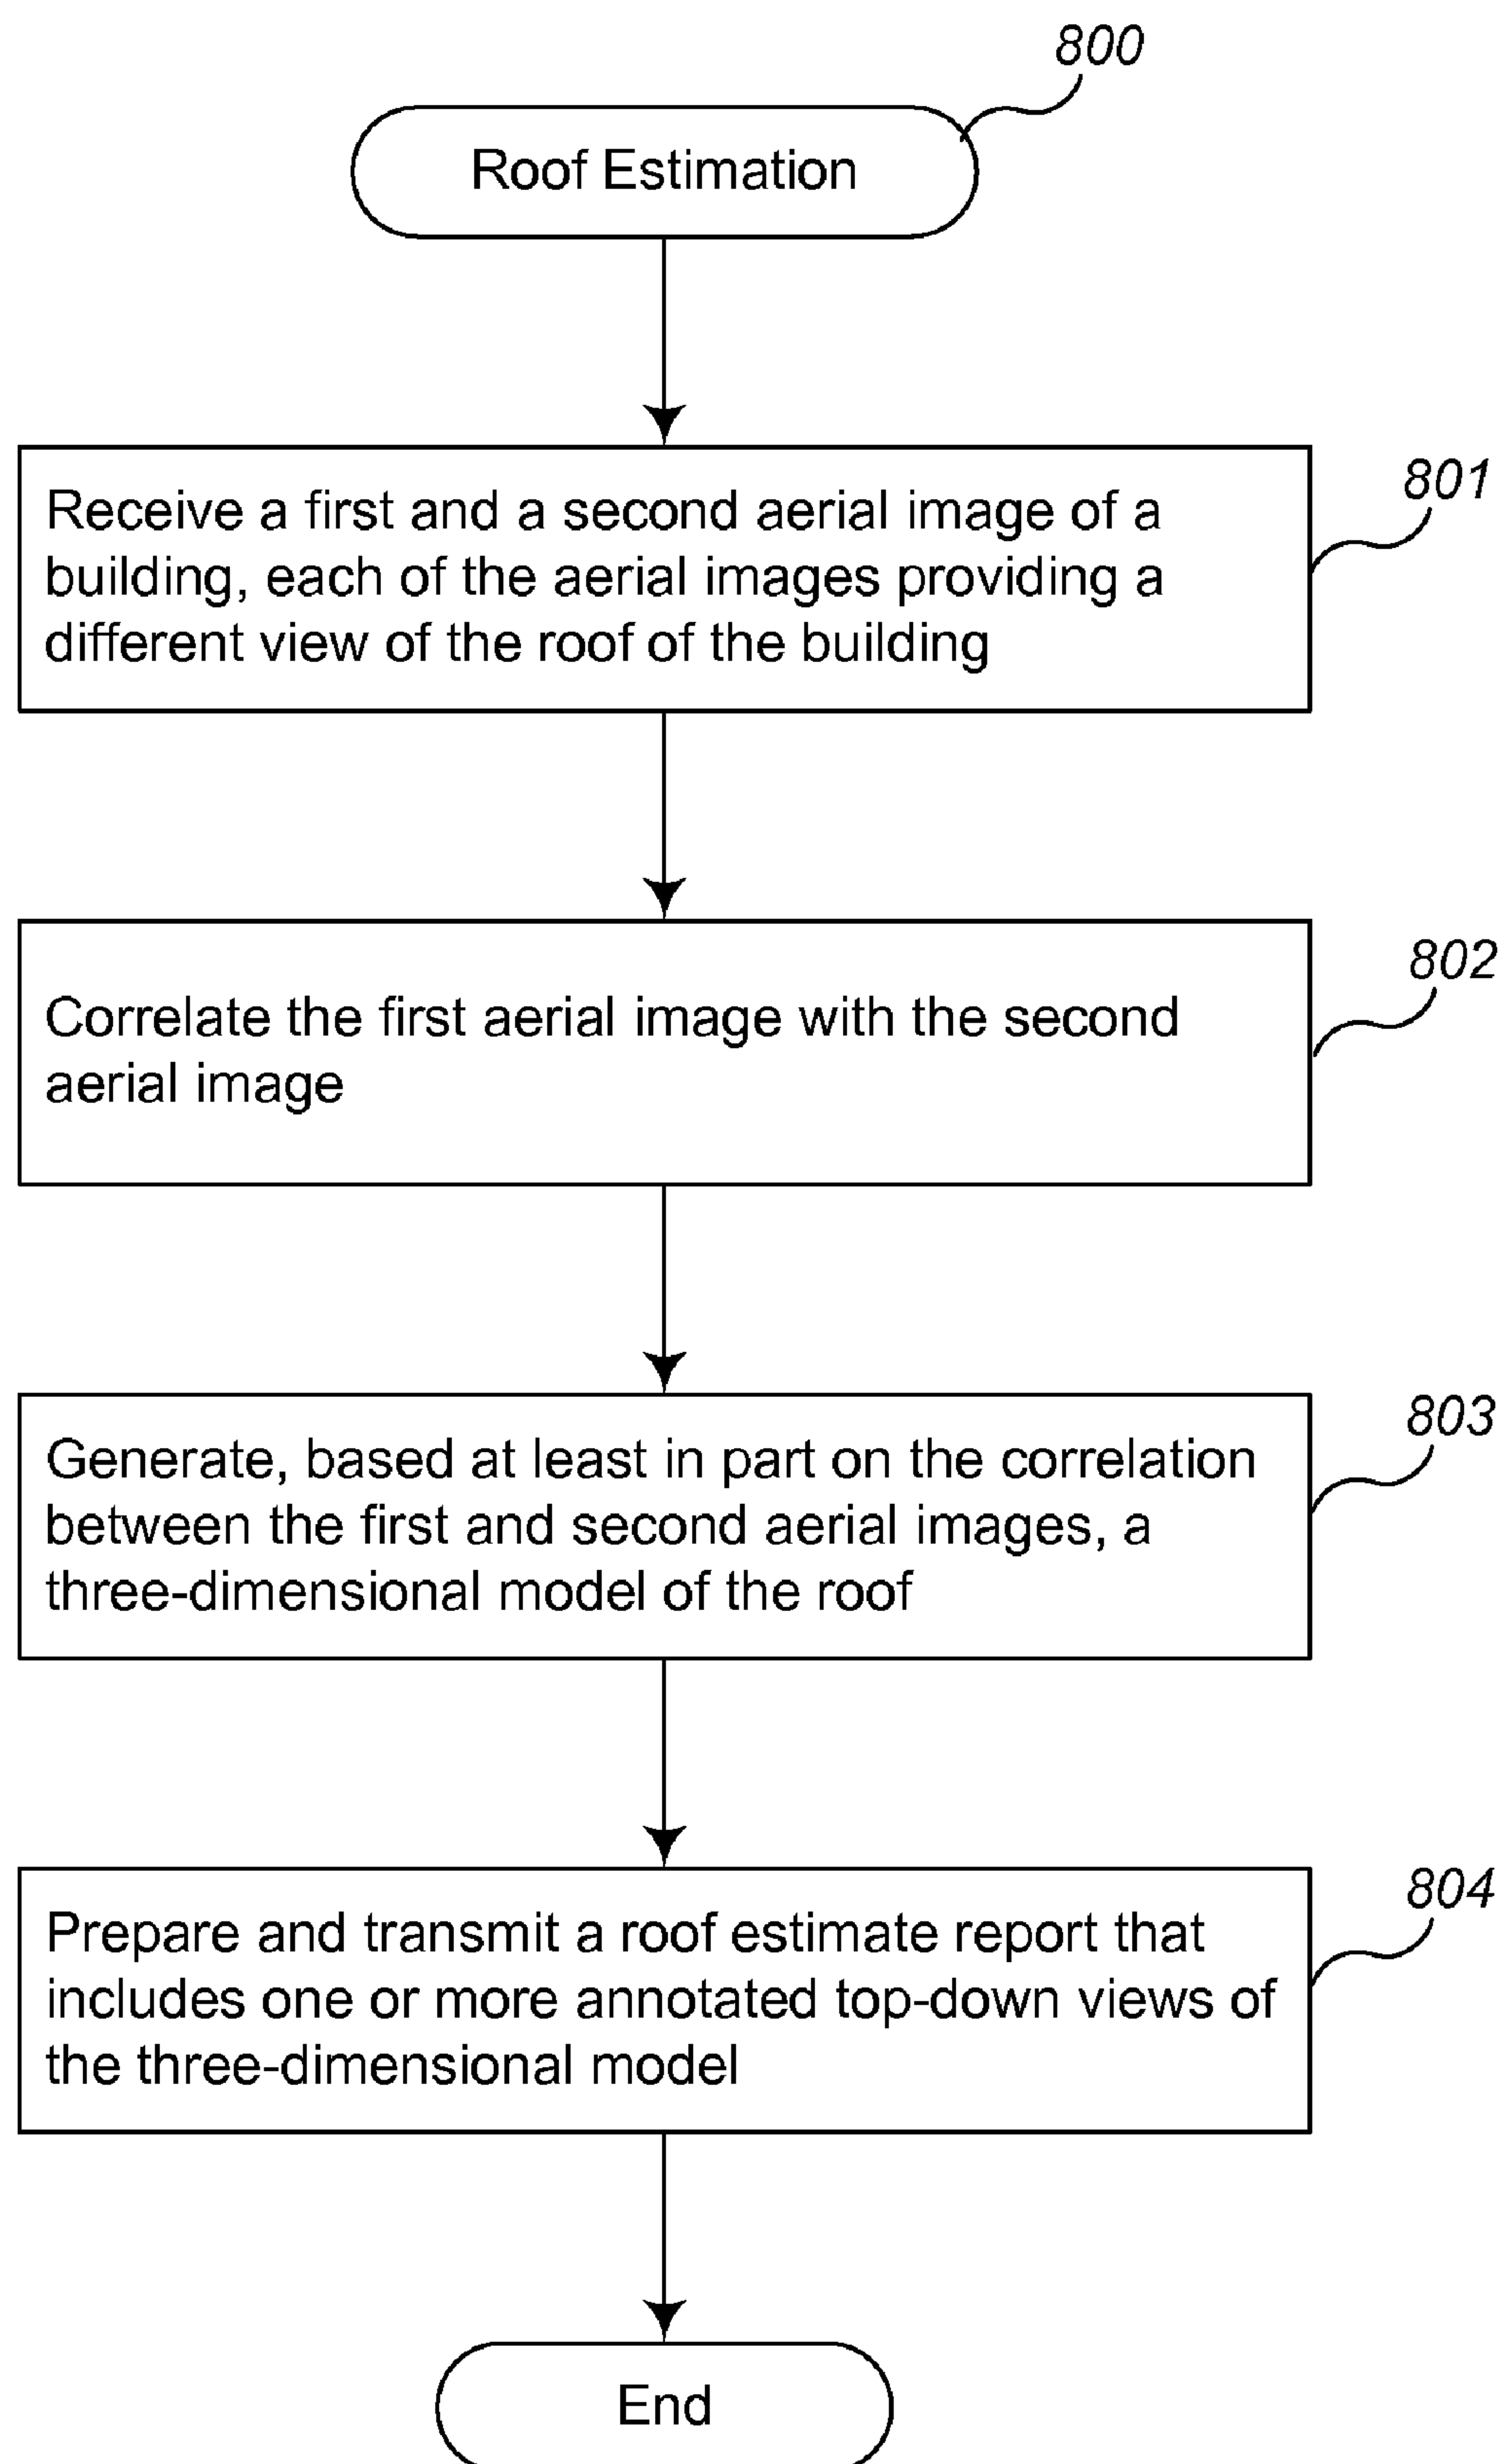 800
Roof Estimation
801
Receive a first and a second aerial image of a
building, each of the aerial images providing a
different view of the roof of the building
802
Correlate the first aerial image with the second
aerial image
803
Generate, based at least in part on the correlation
between the first and second aerial images, a
three-dimensional model of the roof
804
Prepare and transmit a roof estimate report that
includes one or more annotated top-down views of
the three-dimensional model
End